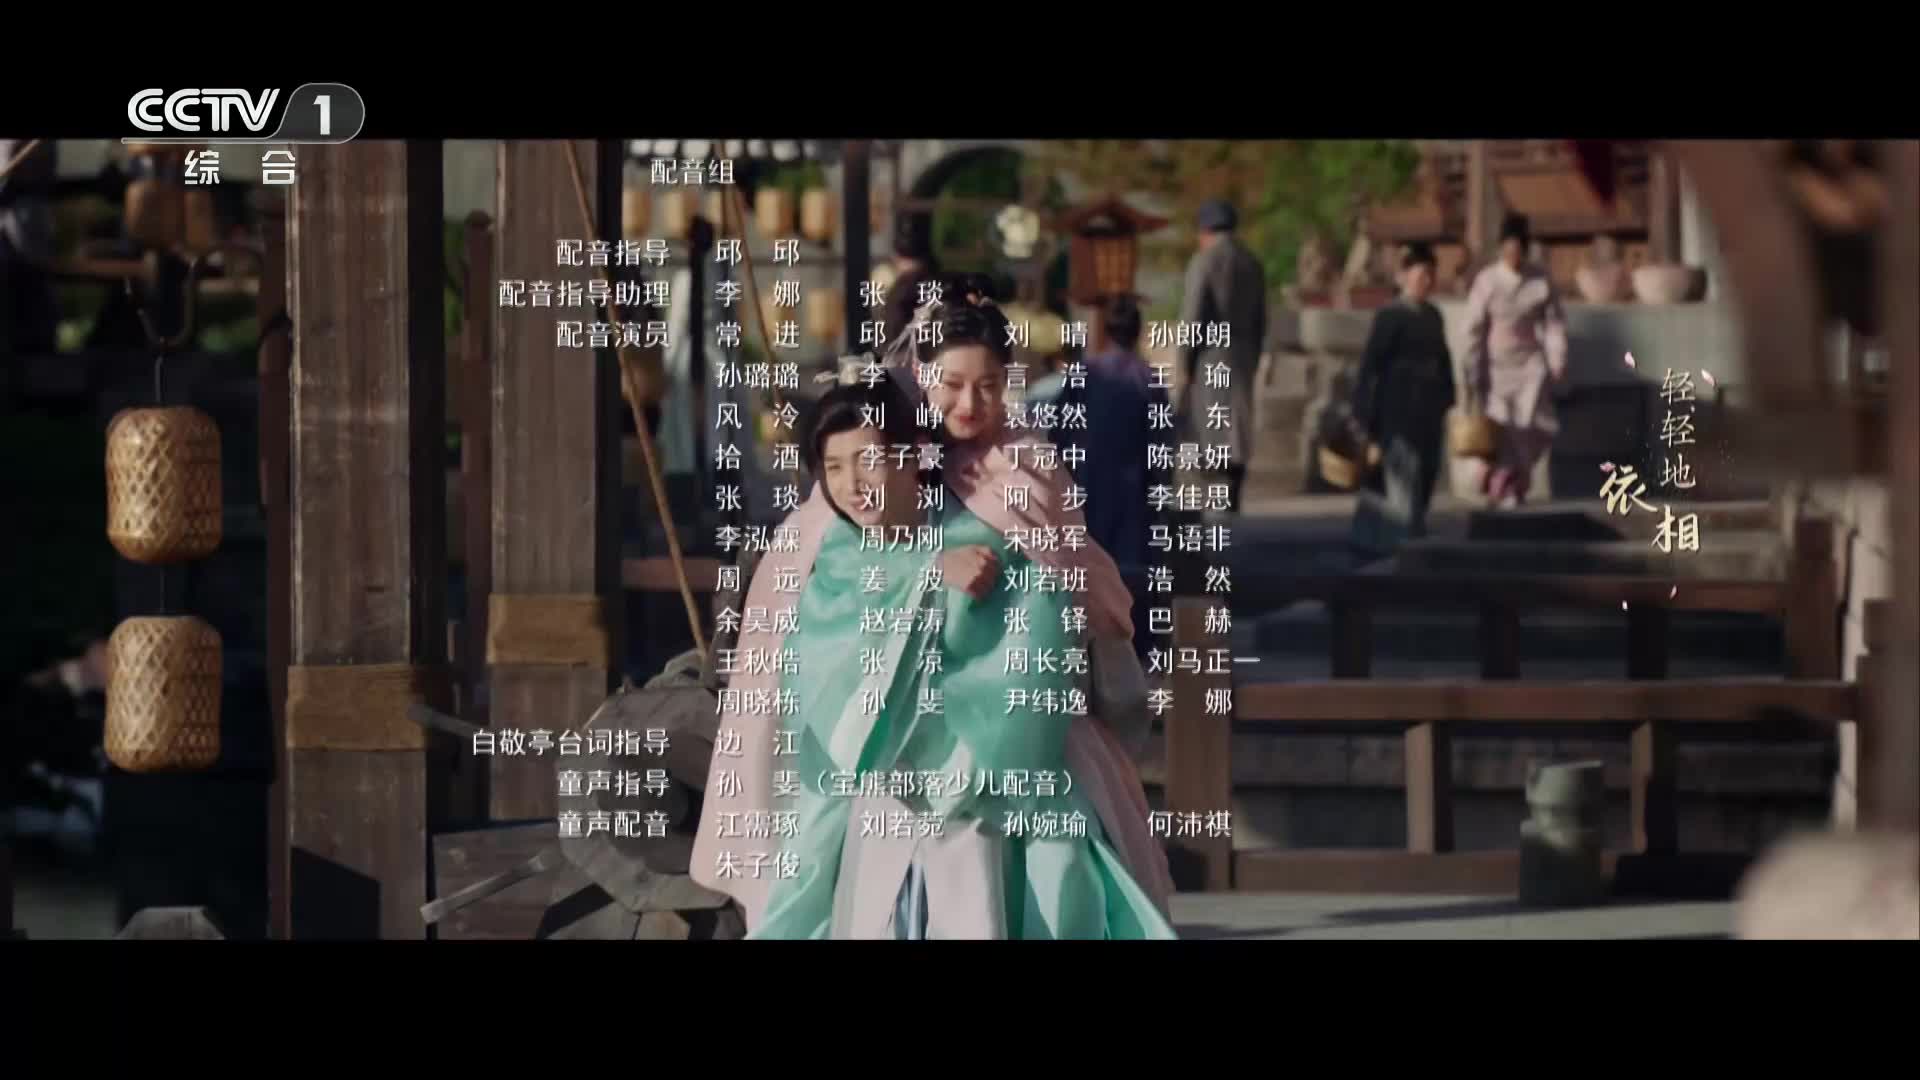 CCTV 1
综 合
配音组
配音指导 邱 邱
配音指导助理 李 娜 张 琰
配音演员 常 进 邱 邱 刘 晴 孙郎朗
孙璐璐 李 敏 言 浩 王 瑜
风 泠 刘 峥 袁悠然 张 东
拾 酒 李子豪 丁冠中 陈景妍
张 琰 刘 浏 阿 步 李佳思
李泓霖 周乃刚 宋晓军 马语非
周 远 姜 波 刘若班 浩 然
余昊威 赵岩涛 张 铎 巴 赫
王秋皓 张 凉 周长亮 刘马正一
周晓栋 孙 斐 尹纬逸 李 娜
白敬亭台词指导 边 江
童声指导 孙 斐（宝熊部落少儿配音）
童声配音 江霈琢 刘若菀 孙婉瑜 何沛祺
朱子俊
轻轻地
相依